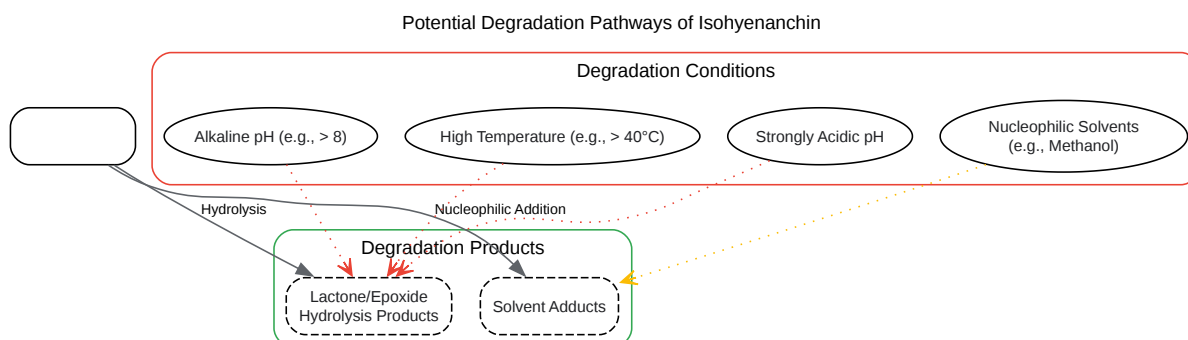 Potential Degradation Pathways of Isohyenanchin
Degradation Conditions
Alkaline pH (e.g., > 8)
High Temperature (e.g., > 40°C)
Strongly Acidic pH
Nucleophilic Solvents
(e.g., Methanol)
Hydrolysis
Nucleophilic Addition
Degradation Products
Lactone/Epoxide
Hydrolysis Products
Solvent Adducts